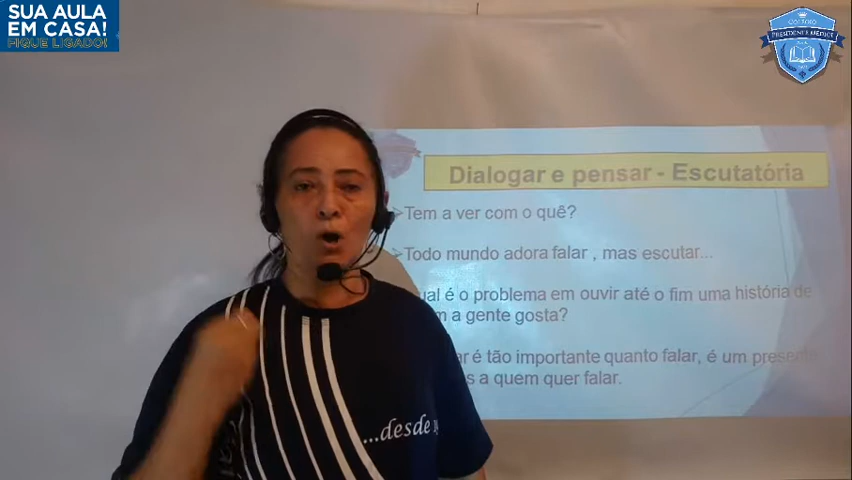 SUA AULA
EM CASA!
FIQUE LIGADO!
COLÉGIO
PRESIDENTE MÉDICI
Dialogar e pensar - Escutatória
Tem a ver com o quê?
Todo mundo adora falar , mas escutar...
é o problema em ouvir até o fim uma história de
a gente gosta?
é tão importante quanto falar, é um presente
a quem quer falar.
...desde